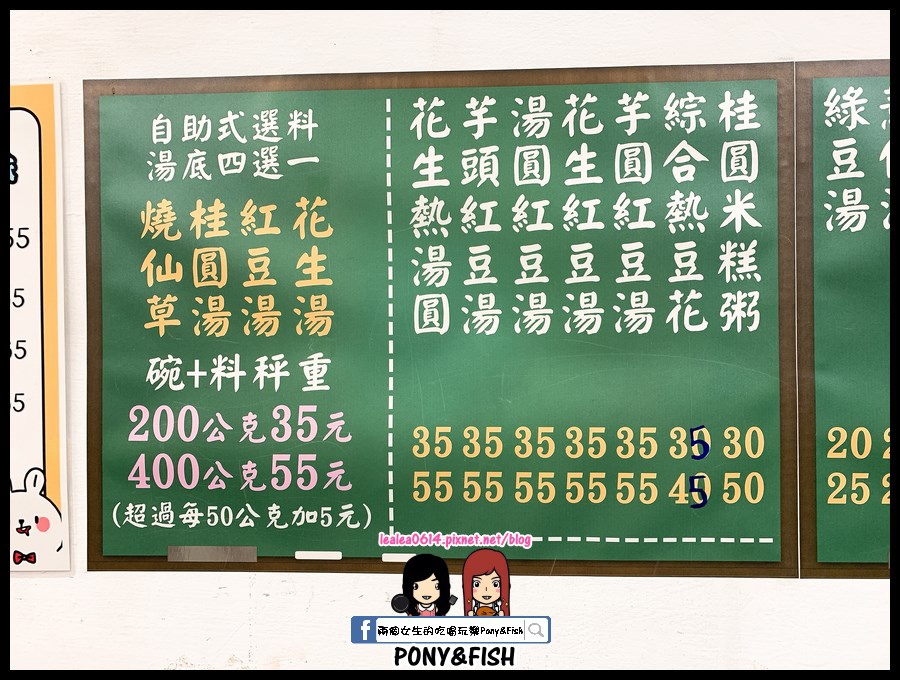 自助式選料
湯底四選一
燒仙草
桂圓湯
紅豆湯
花生湯
碗+料秤重
200公克35元
400公克55元
(超過每50公克加5元)
花生熱湯圓
芋頭紅豆湯
湯圓紅豆湯
花生紅豆湯
芋圓紅豆湯
綜合熱豆花
桂圓米糕粥
35 35 35 35 35 35 30
55 55 55 55 55 45 50
綠豆湯
20
25
lealea0614.pixnet.net/blog
f 兩個女生的吃喝玩樂Pony&Fish
PONY&FISH